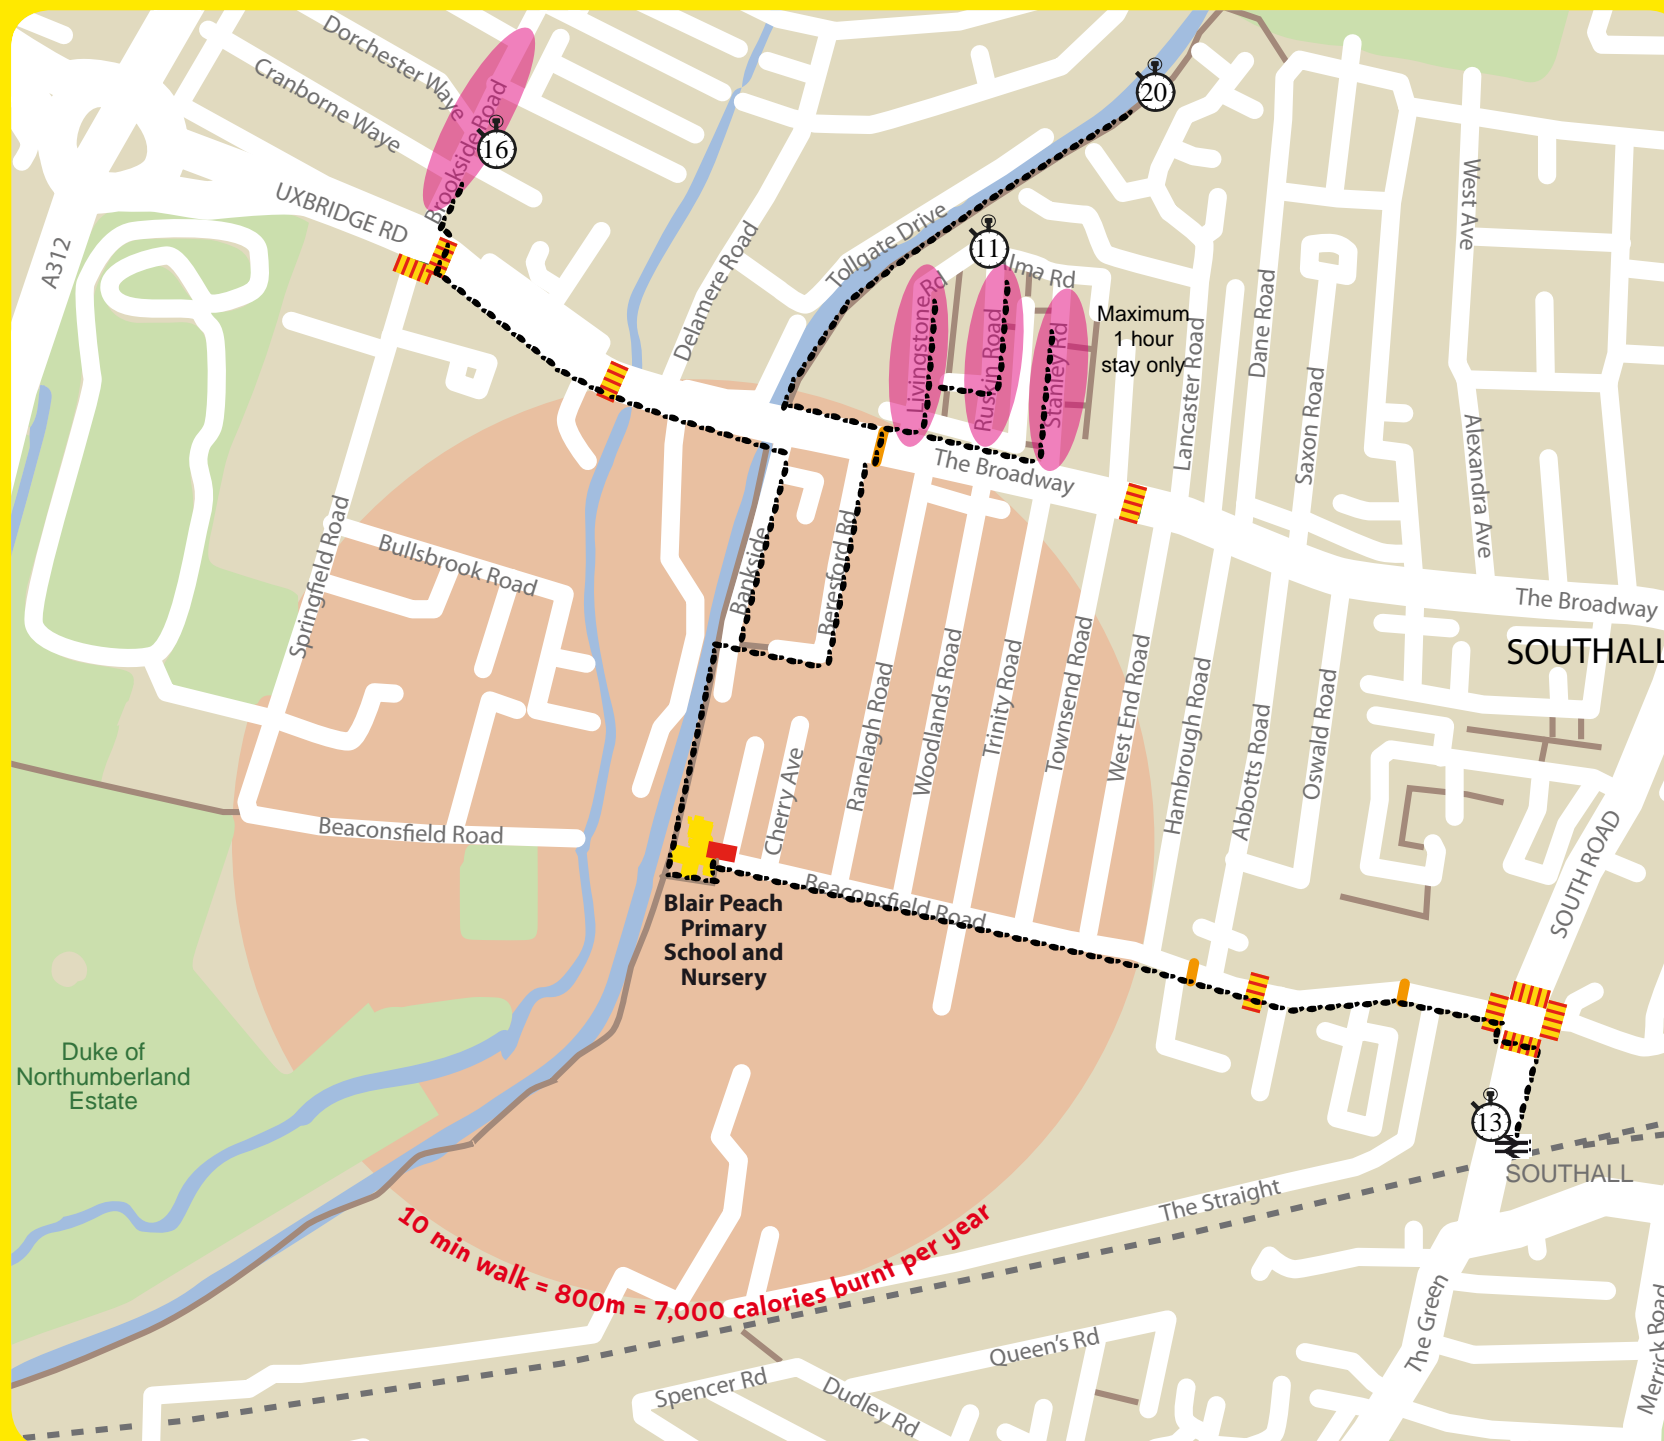 Dorchester Waye
Cranborne Waye
Brookside Road
16
20
UXBRIDGE RD
A312
Delamere Road
Tollgate Drive
11
Alma Rd
Livingstone Rd
Ruskin Road
Stanley Rd
Maximum
1 hour
stay only
Lancaster Road
Dane Road
Saxon Road
West Ave
Alexandra Ave
The Broadway
The Broadway
SOUTHALL
Springfield Road
Bullsbrook Road
Bankside
Beresford Rd
Ranelagh Road
Woodlands Road
Trinity Road
Townsend Road
West End Road
Hambrough Road
Abbotts Road
Oswald Road
Cherry Ave
Beaconsfield Road
Beaconsfield Road
SOUTH ROAD
Blair Peach
Primary
School and
Nursery
Duke of
Northumberland
Estate
13
SOUTHALL
The Straight
10 min walk = 800m = 7,000 calories burnt per year
The Green
Merrick Road
Queen's Rd
Spencer Rd
Dudley Rd